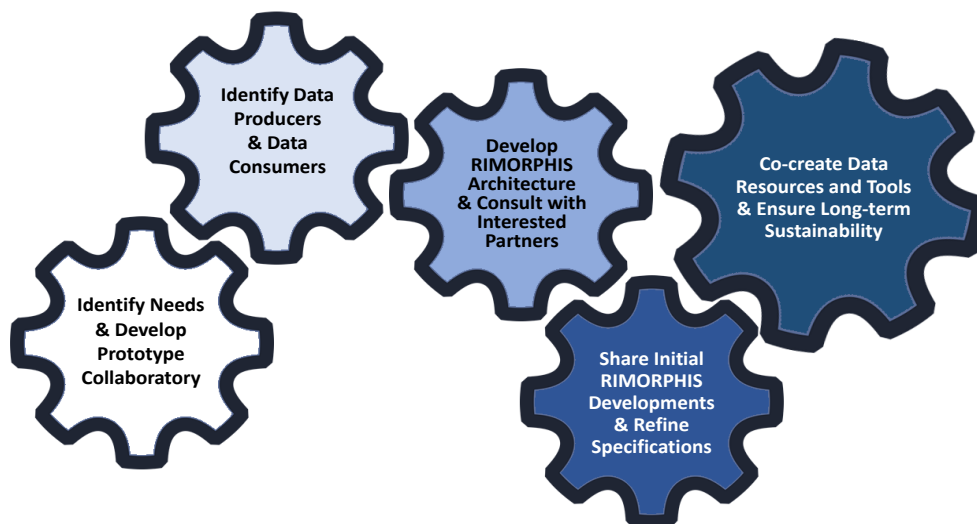 Identify Needs
& Develop
Prototype
Collaboratory
Identify Data
Producers
& Data
Consumers
Develop
RIMORPHIS
Architecture
& Consult with
Interested
Partners
Share Initial
RIMORPHIS
Developments
& Refine
Specifications
Co-create Data
Resources and Tools
& Ensure Long-term
Sustainability